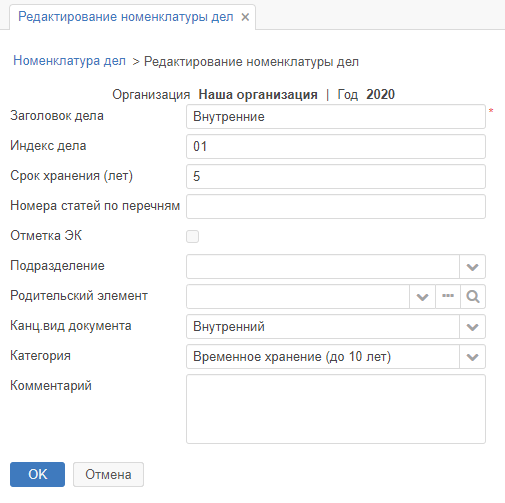 Редактирование номенклатуры дел ×
Номенклатура дел > Редактирование номенклатуры дел
Организация Наша организация | Год 2020
Заголовок дела Внутренние *
Индекс дела 01
Срок хранения (лет) 5
Номера статей по перечням
Отметка ЭК
Подразделение
Родительский элемент
Канц.вид документа Внутренний
Категория Временное хранение (до 10 лет)
Комментарий
OK Отмена